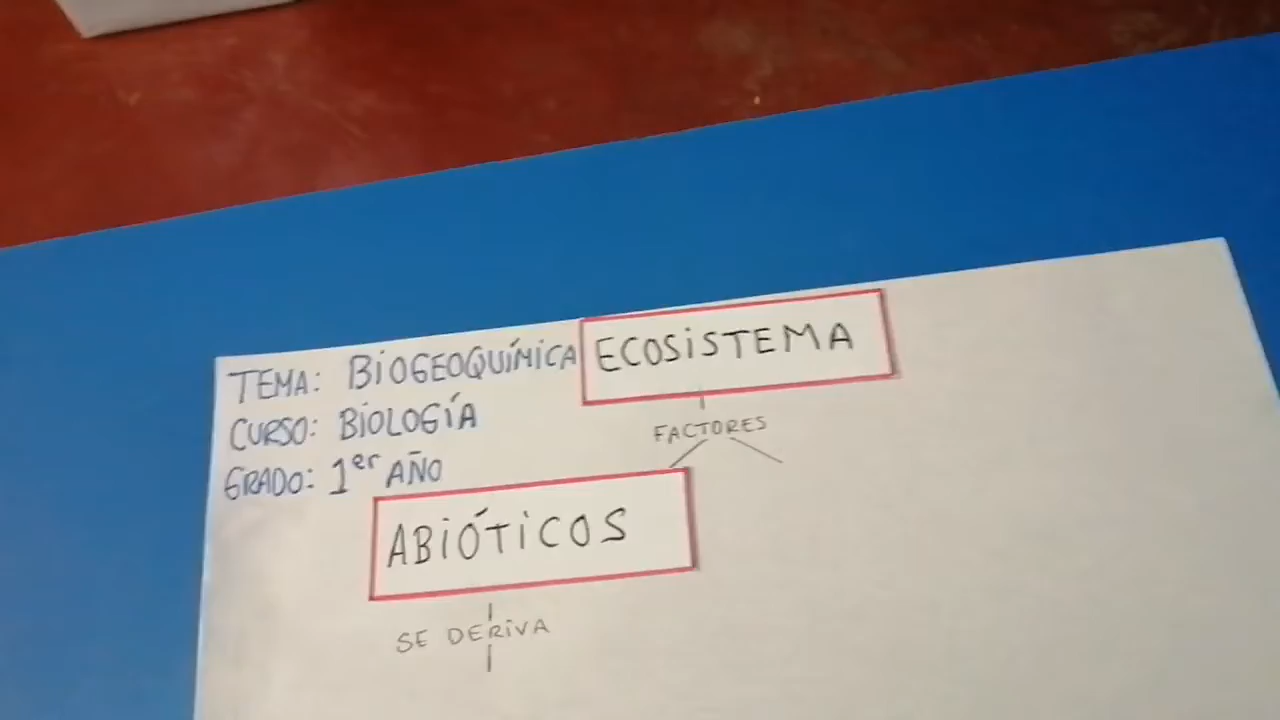 TEMA: BIOGEOQUÍMICA
CURSO: BIOLOGÍA
GRADO: 1er AÑO
ECOSISTEMA
FACTORES
ABIÓTICOS
SE DERIVA